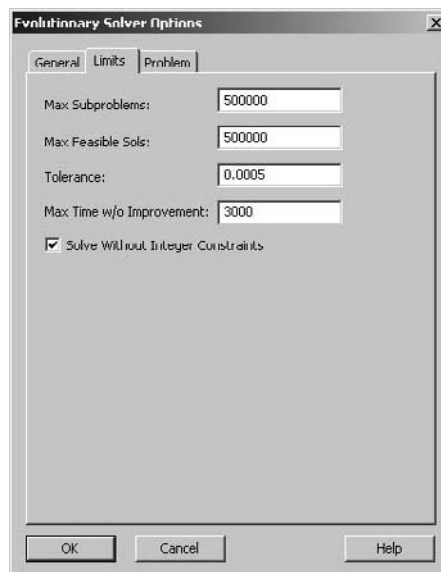 Evolutionary Solver Options
General Limits Problem
Max Subproblems: 500000
Max Feasible Sols: 500000
Tolerance: 0.0005
Max Time w/o Improvement: 3000
Solve Without Integer Constraints
OK Cancel Help